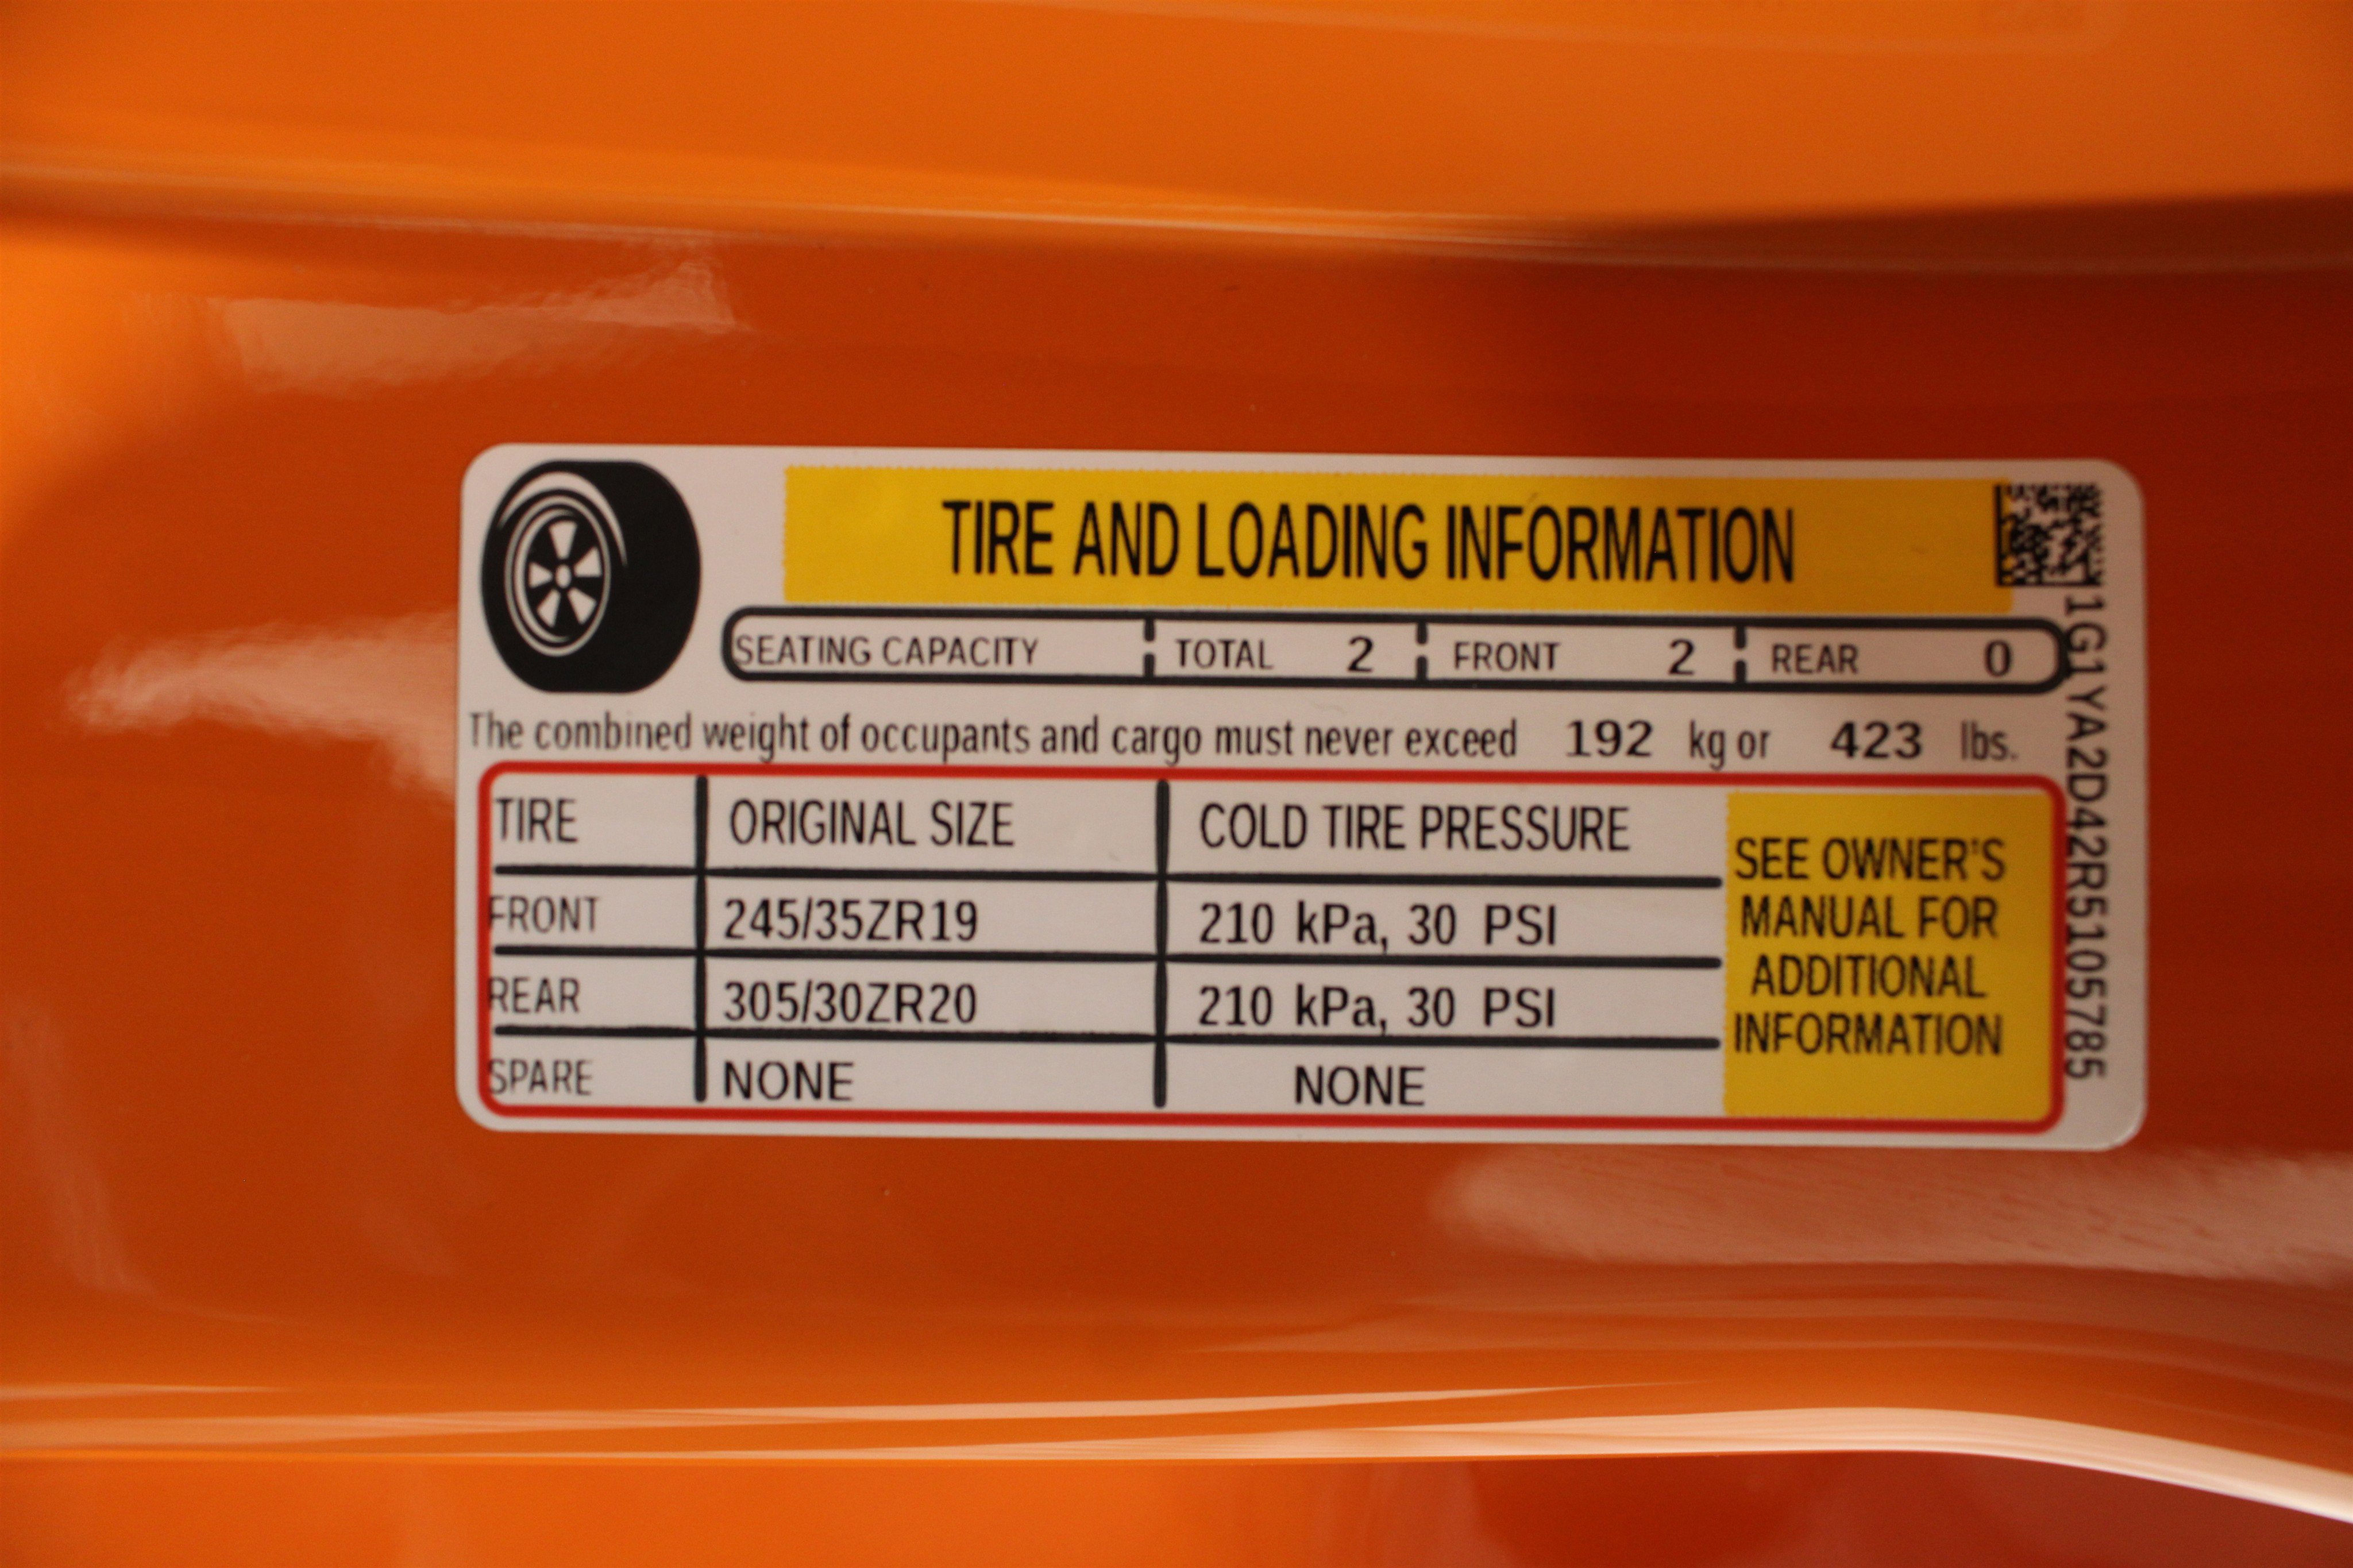 TIRE AND LOADING INFORMATION
SEATING CAPACITY TOTAL 2 FRONT 2 REAR 0
The combined weight of occupants and cargo must never exceed 192 kg or 423 lbs.
TIRE ORIGINAL SIZE COLD TIRE PRESSURE
FRONT 245/35ZR19 210 kPa, 30 PSI
REAR 305/30ZR20 210 kPa, 30 PSI
SPARE NONE NONE
SEE OWNER'S
MANUAL FOR
ADDITIONAL
INFORMATION
1G1YA2D42R5105785